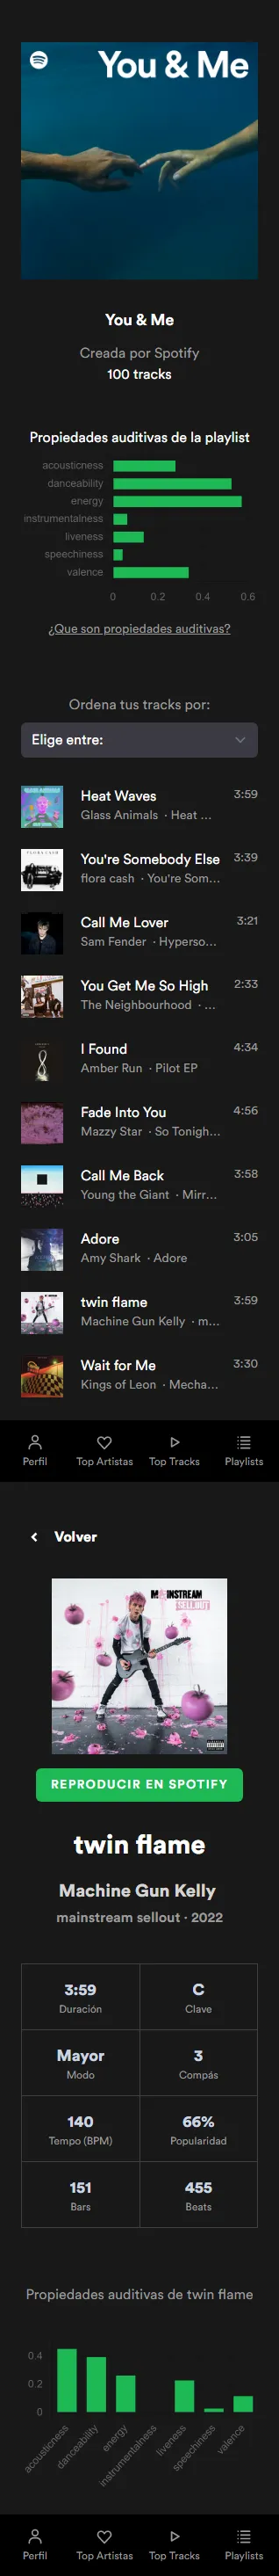 You & Me
You & Me
Creada por Spotify
100 tracks
Propiedades auditivas de la playlist
acousticness
danceability
energy
instrumentalness
liveness
speechiness
valence
0 0.2 0.4 0.6
¿Que son propiedades auditivas?
Ordena tus tracks por:
Elige entre:
Heat Waves 3:59
Glass Animals · Heat ...
You're Somebody Else 3:39
flora cash · You're Som...
Call Me Lover 3:21
Sam Fender · Hyperso...
You Get Me So High 2:33
The Neighbourhood · ...
I Found 4:34
Amber Run · Pilot EP
Fade Into You 4:56
Mazzy Star · So Tonigh...
Call Me Back 3:58
Young the Giant · Mirr...
Adore 3:05
Amy Shark · Adore
twin flame 3:59
Machine Gun Kelly · m...
Wait for Me 3:30
Kings of Leon · Mecha...
Perfil Top Artistas Top Tracks Playlists
Volver
MAINSTREAM
SELLOUT
REPRODUCIR EN SPOTIFY
twin flame
Machine Gun Kelly
mainstream sellout · 2022
3:59 C
Duración Clave
Mayor 3
Modo Compás
140 66%
Tempo (BPM) Popularidad
151 455
Bars Beats
Propiedades auditivas de twin flame
0.4
0.2
0
acousticness
danceability
energy
instrumentalness
liveness
speechiness
valence
Perfil Top Artistas Top Tracks Playlists